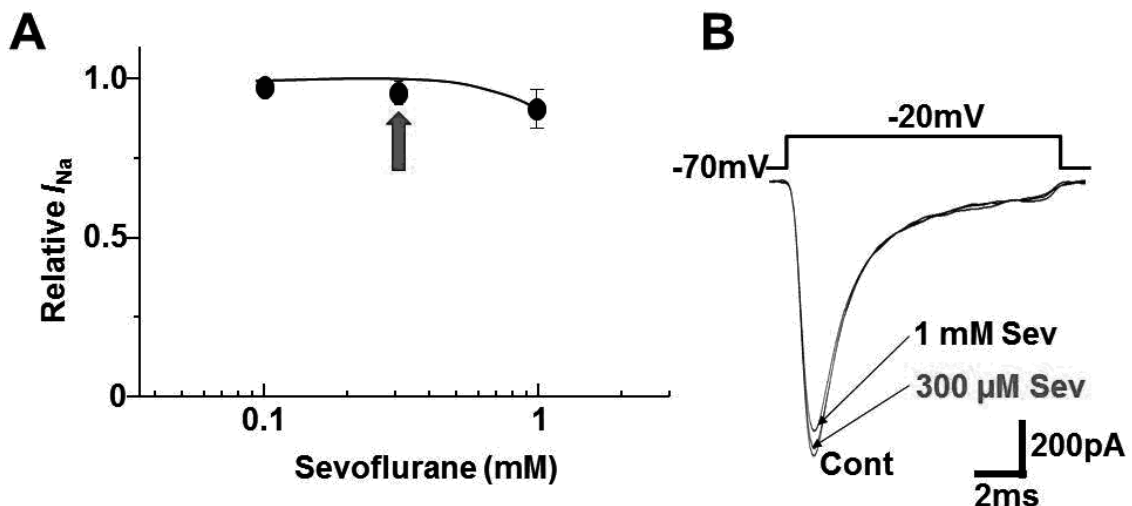 A
Relative I_Na
1.0
0.5
0
0.1
1
Sevoflurane (mM)
B
-20mV
-70mV
1 mM Sev
300 μM Sev
Cont
200pA
2ms